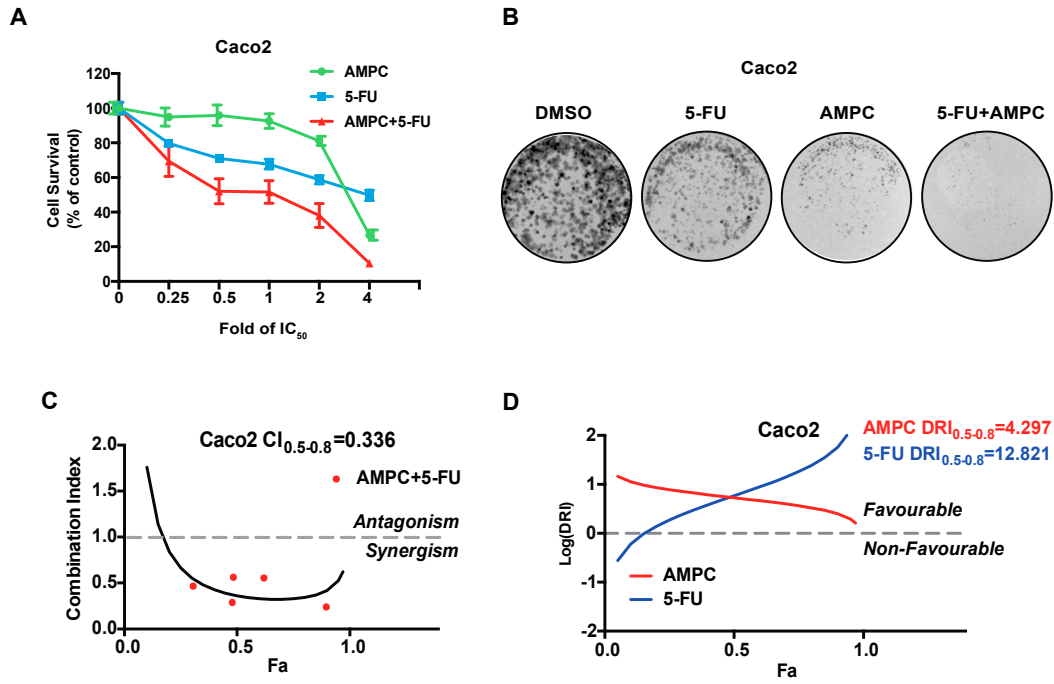 A
Caco2
120
100
80
60
40
20
0
Cell Survival
(% of control)
AMPC
5-FU
AMPC+5-FU
0 0.25 0.5 1 2 4
Fold of IC50
B
Caco2
DMSO 5-FU AMPC 5-FU+AMPC
C
Caco2 CI0.5-0.8=0.336
2.0
1.5
1.0
0.5
0.0
Combination Index
AMPC+5-FU
Antagonism
Synergism
0.0 0.5 1.0
Fa
D
Caco2
AMPC DRI0.5-0.8=4.297
5-FU DRI0.5-0.8=12.821
2
1
0
-1
-2
Log(DRI)
Favourable
Non-Favourable
AMPC
5-FU
0.0 0.5 1.0
Fa